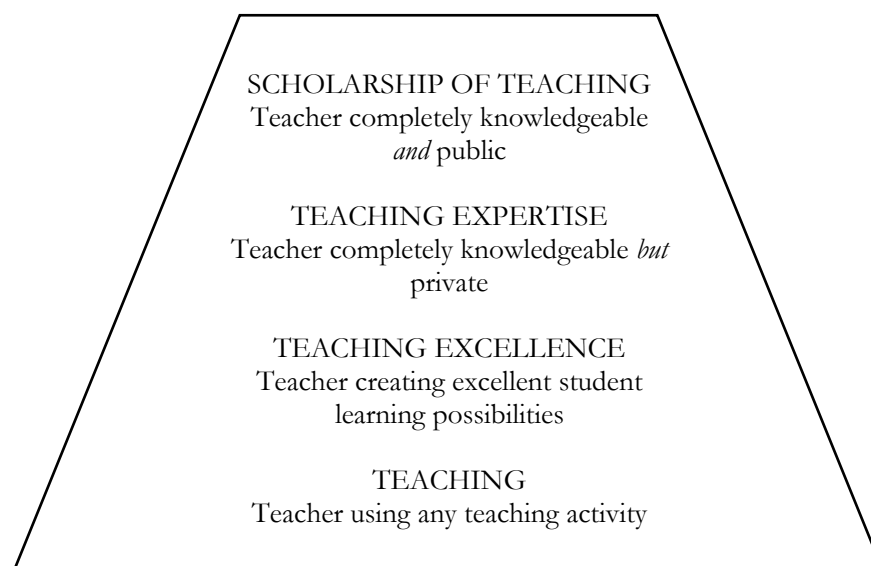 SCHOLARSHIP OF TEACHING
Teacher completely knowledgeable
and public
TEACHING EXPERTISE
Teacher completely knowledgeable but
private
TEACHING EXCELLENCE
Teacher creating excellent student
learning possibilities
TEACHING
Teacher using any teaching activity